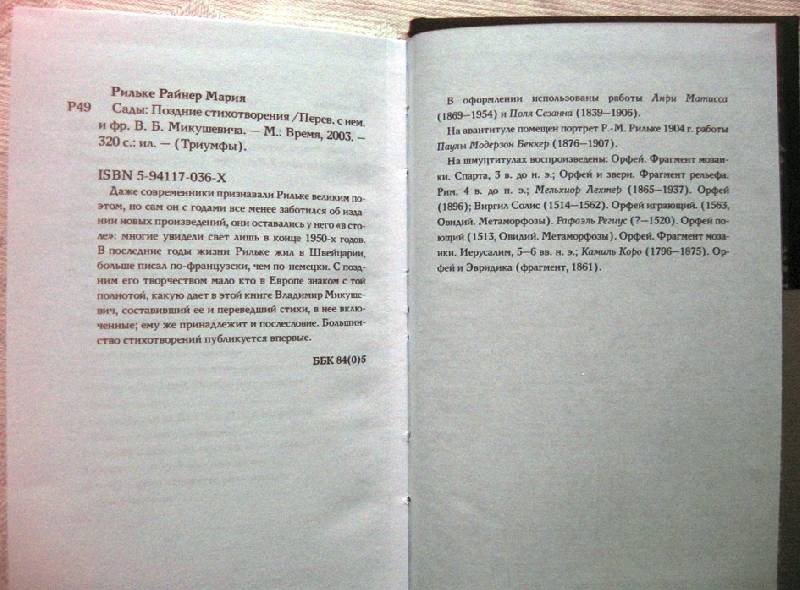 Рильке Райнер Мария
Р49 Сады: Поздние стихотворения /Перев. с нем.
и фр. В. Б. Микушевича. — М.: Время, 2003. –
320 с.: ил. — (Триумфы).
ISBN 5-94117-036-X
Даже современники признавали Рильке великим по-
этом, но сам он с годами все менее заботился об изда
нии новых произведений, они оставались у него «в сто
ле»: многие увидели свет лишь в конце 1950-х годов.
В последние годы жизни Рильке жил в Швейцарии,
больше писал по-французски, чем по-немецки. С позд
ним его творчеством мало кто в Европе знаком с той
полнотой, какую дает в этой книге Владимир Микуше-
вич, составивший ее и переведший стихи, в нее вклю-
ченные; ему же принадлежит и послесловие. Большин-
ство стихотворений публикуется впервые.
ББК 84(0)5
В оформлении использованы работы Анри Матисса
(1869–1954) и Поля Сезанна (1839–1906).
На авантитуле помещен портрет Р.-М. Рильке 1904 г. работы
Паулы Модерзон Беккер (1876–1907).
На шмуцтитулах воспроизведены: Орфей. Фрагмент мозаи-
ки. Спарта, 3 в. до н. э.; Орфей и звери. Фрагмент рельефа.
Рим. 4 в. до н. э.; Мельхиор Лехтер (1865–1937). Орфей
(1896); Виргил Солис (1514–1562). Орфей играющий. (1563,
Овидий. Метаморфозы). Рафаэль Региус (?—1520). Орфей по-
ющий (1513, Овидий. Метаморфозы). Орфей. Фрагмент моза-
ики. Иерусалим, 5–6 вв. н. э.; Камиль Коро (1796–1875). Ор-
фей и Эвридика (фрагмент, 1861).